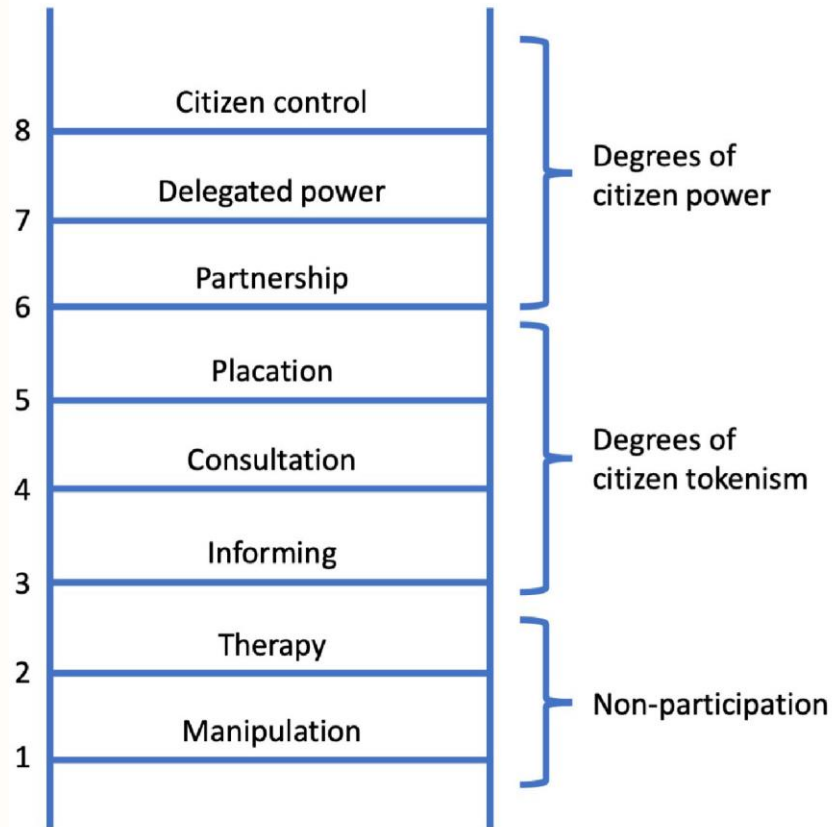 Citizen control
8
Delegated power
7
Partnership
6
Placation
5
Consultation
4
Informing
3
Therapy
2
Manipulation
1
Degrees of
citizen power
Degrees of
citizen tokenism
Non-participation